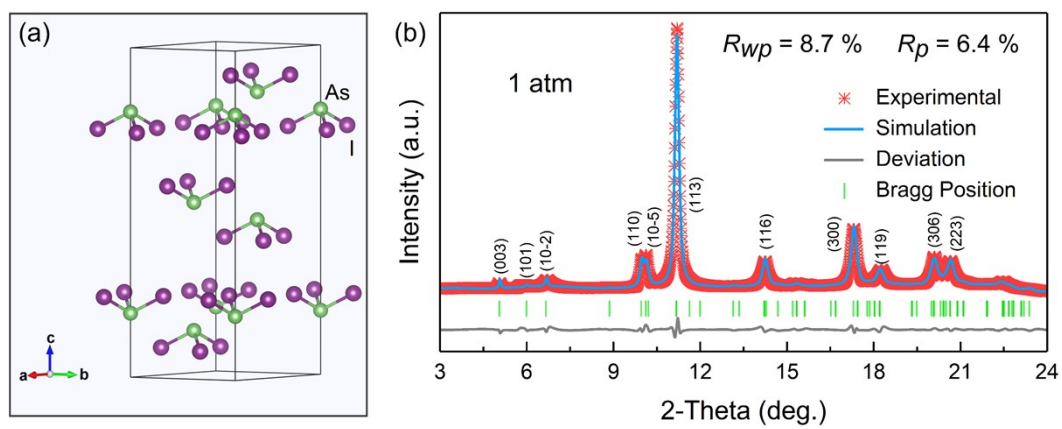 (a)
As
I
c
a
b
(b)
Rwp = 8.7 %
Rp = 6.4 %
1 atm
Experimental
Simulation
Deviation
Bragg Position
(003)
(101)
(10-2)
(110)
(10-5)
(113)
(116)
(300)
(119)
(306)
(223)
Intensity (a.u.)
3 6 9 12 15 18 21 24
2-Theta (deg.)